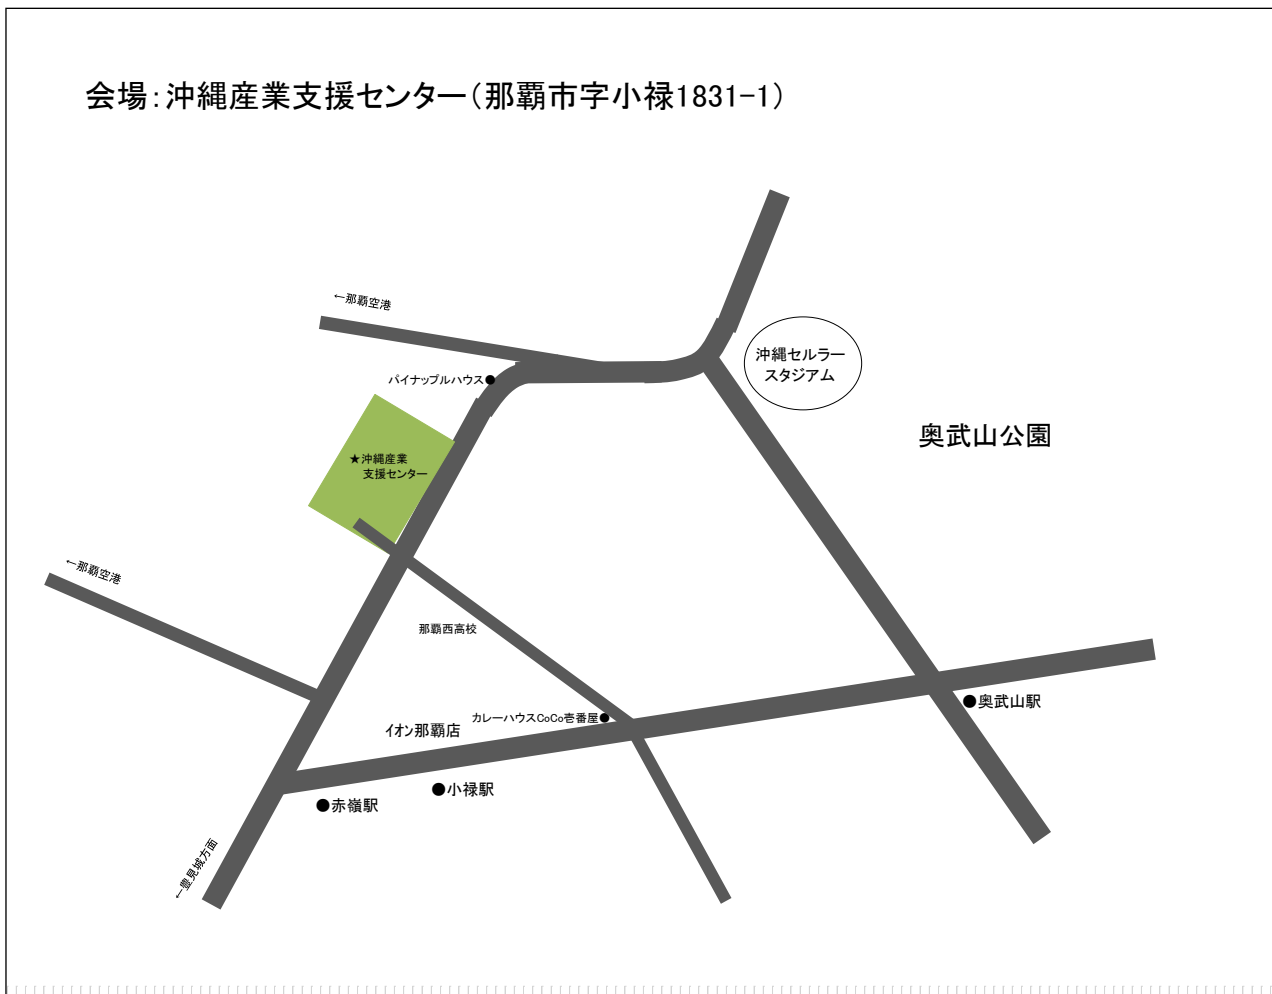 会場：沖縄産業支援センター（那覇市字小禄1831-1）
←那覇空港
沖縄セルラー
スタジアム
パイナップルハウス●
奥武山公園
★沖縄産業
支援センター
←那覇空港
那覇西高校
●奥武山駅
カレーハウスCoCo壱番屋●
イオン那覇店
●小禄駅
●赤嶺駅
←豊見城方面